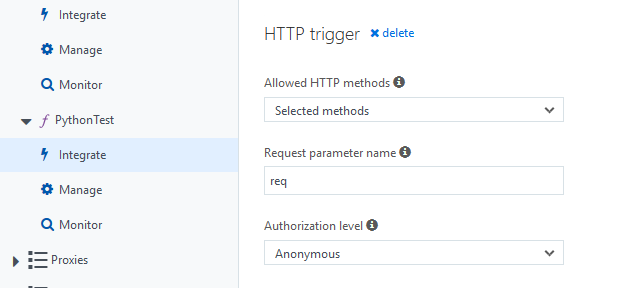 Integrate
Manage
Monitor
PythonTest
Integrate
Manage
Monitor
Proxies
HTTP trigger ✖ delete
Allowed HTTP methods
Selected methods
Request parameter name
req
Authorization level
Anonymous